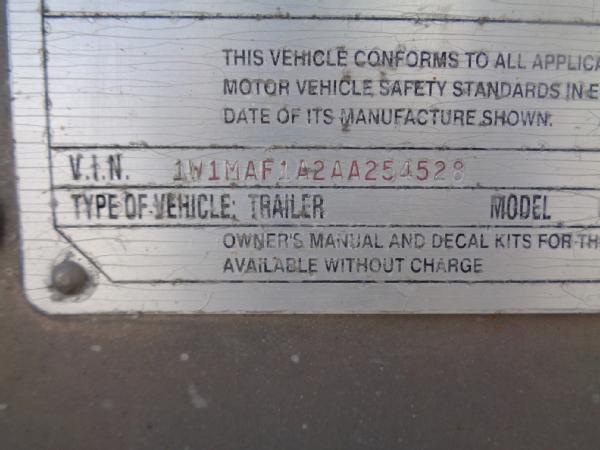 THIS VEHICLE CONFORMS TO ALL APPLICA
MOTOR VEHICLE SAFETY STANDARDS IN E
DATE OF ITS MANUFACTURE SHOWN.
V.I.N. 1W1MAF1A2AA254528
TYPE OF VEHICLE: TRAILER MODEL
OWNER'S MANUAL AND DECAL KITS FOR TH
AVAILABLE WITHOUT CHARGE